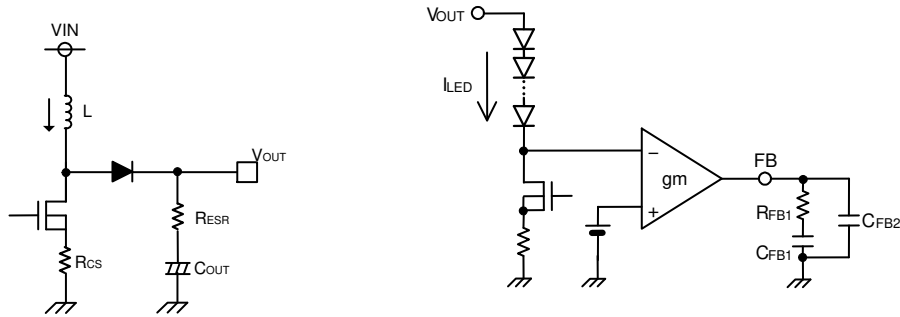 VIN
L
VOUT
RESR
RCS
COUT
VOUT
ILED
−
gm
+
FB
RFB1
CFB1
CFB2